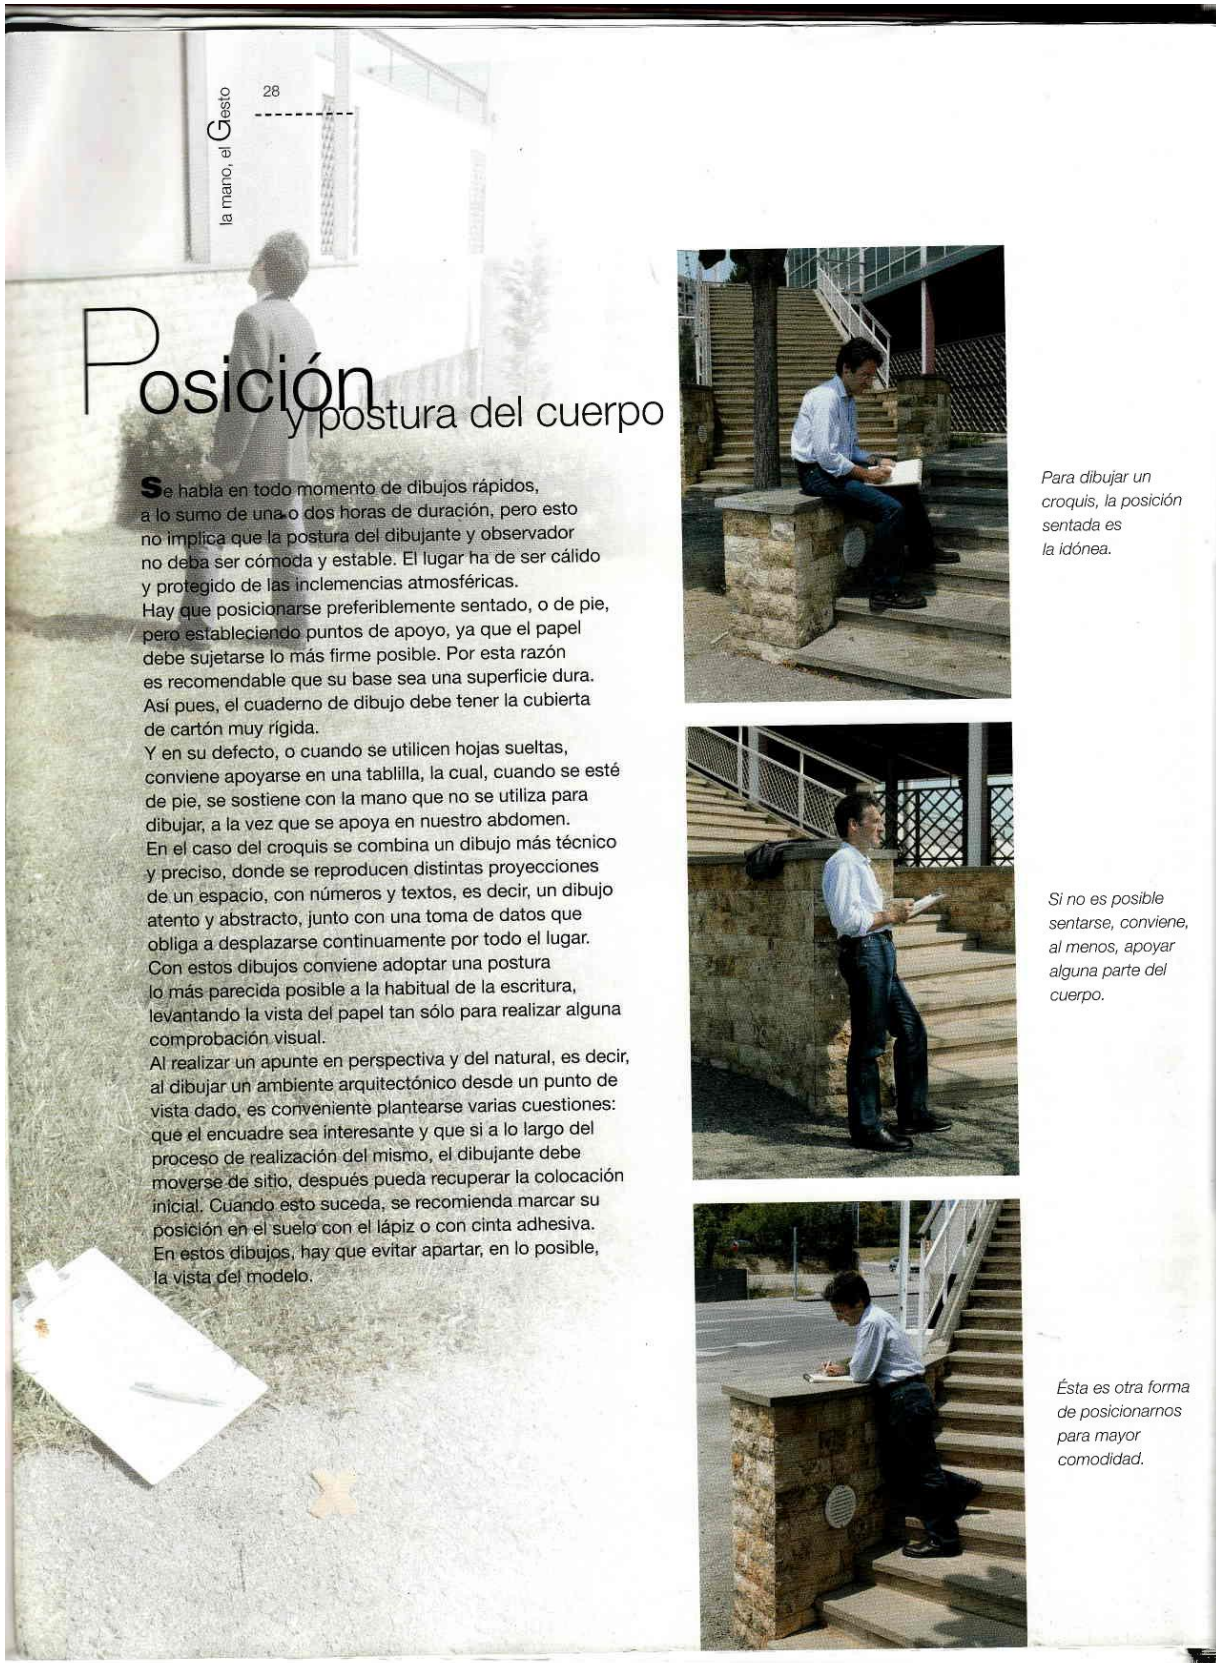 28
la mano, el Gesto
Posición
y postura del cuerpo
Se habla en todo momento de dibujos rápidos,
a lo sumo de una o dos horas de duración, pero esto
no implica que la postura del dibujante y observador
no deba ser cómoda y estable. El lugar ha de ser cálido
y protegido de las inclemencias atmosféricas.
Hay que posicionarse preferiblemente sentado, o de pie,
pero estableciendo puntos de apoyo, ya que el papel
debe sujetarse lo más firme posible. Por esta razón
es recomendable que su base sea una superficie dura.
Así pues, el cuaderno de dibujo debe tener la cubierta
de cartón muy rígida.
Y en su defecto, o cuando se utilicen hojas sueltas,
conviene apoyarse en una tablilla, la cual, cuando se esté
de pie, se sostiene con la mano que no se utiliza para
dibujar, a la vez que se apoya en nuestro abdomen.
En el caso del croquis se combina un dibujo más técnico
y preciso, donde se reproducen distintas proyecciones
de un espacio, con números y textos, es decir, un dibujo
atento y abstracto, junto con una toma de datos que
obliga a desplazarse continuamente por todo el lugar.
Con estos dibujos conviene adoptar una postura
lo más parecida posible a la habitual de la escritura,
levantando la vista del papel tan sólo para realizar alguna
comprobación visual.
Al realizar un apunte en perspectiva y del natural, es decir,
al dibujar un ambiente arquitectónico desde un punto de
vista dado, es conveniente plantearse varias cuestiones:
que el encuadre sea interesante y que si a lo largo del
proceso de realización del mismo, el dibujante debe
moverse de sitio, después pueda recuperar la colocación
inicial. Cuando esto suceda, se recomienda marcar su
posición en el suelo con el lápiz o con cinta adhesiva.
En estos dibujos, hay que evitar apartar, en lo posible,
la vista del modelo.
Para dibujar un
croquis, la posición
sentada es
la idónea.
Si no es posible
sentarse, conviene,
al menos, apoyar
alguna parte del
cuerpo.
Ésta es otra forma
de posicionarnos
para mayor
comodidad.